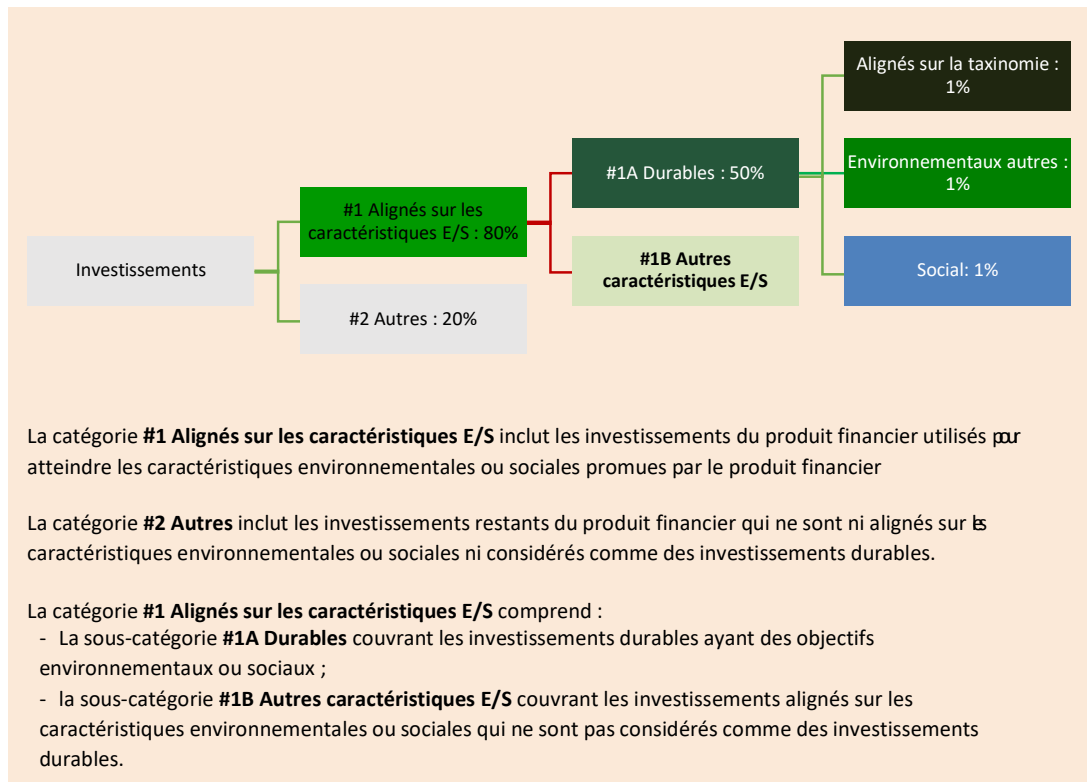 Alignés sur la taxinomie :
1%
#1A Durables : 50%
Environnementaux autres :
1%
#1 Alignés sur les
caractéristiques E/S : 80%
Investissements
#1B Autres
caractéristiques E/S
Social: 1%
#2 Autres : 20%
La catégorie #1 Alignés sur les caractéristiques E/S inclut les investissements du produit financier utilisés pour
atteindre les caractéristiques environnementales ou sociales promues par le produit financier
La catégorie #2 Autres inclut les investissements restants du produit financier qui ne sont ni alignés sur les
caractéristiques environnementales ou sociales ni considérés comme des investissements durables.
La catégorie #1 Alignés sur les caractéristiques E/S comprend :
- La sous-catégorie #1A Durables couvrant les investissements durables ayant des objectifs
environnementaux ou sociaux ;
- la sous-catégorie #1B Autres caractéristiques E/S couvrant les investissements alignés sur les
caractéristiques environnementales ou sociales qui ne sont pas considérés comme des investissements
durables.